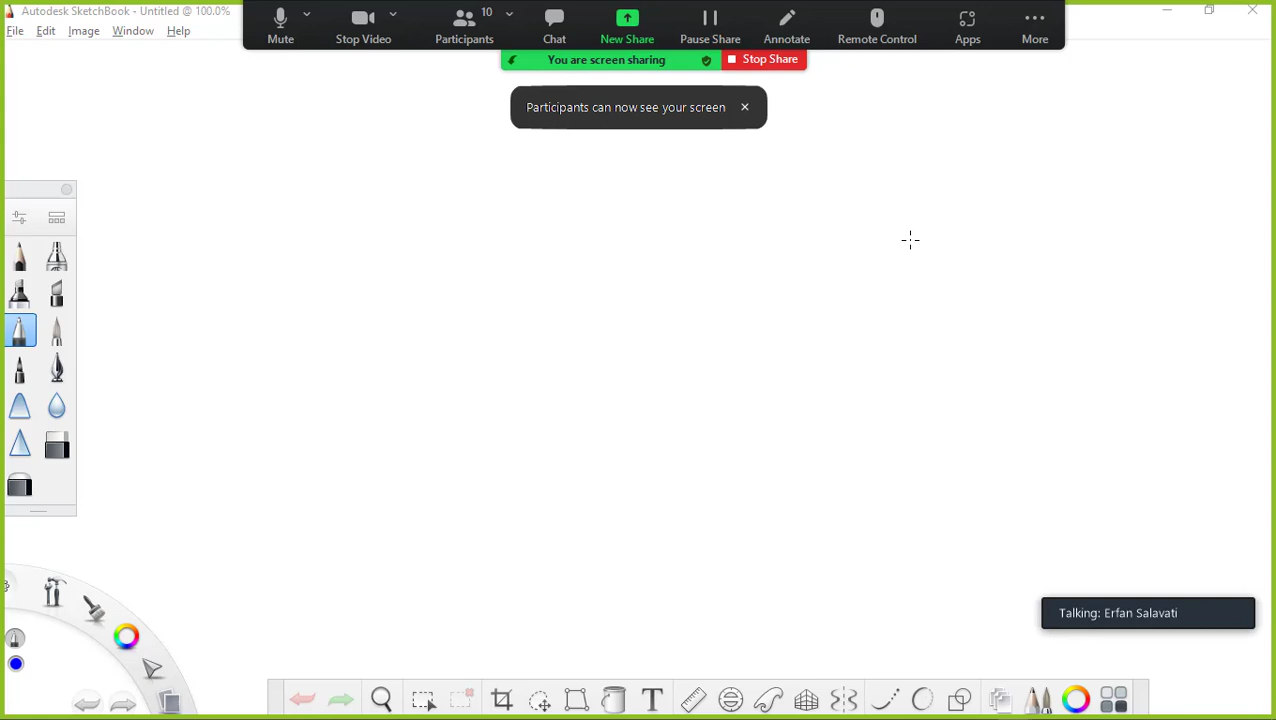 Autodesk SketchBook - Untitled @ 100.0%
File Edit Image Window Help
Mute Stop Video Participants 10 Chat New Share Pause Share Annotate Remote Control Apps More
You are screen sharing Stop Share
Participants can now see your screen
T
Talking: Erfan Salavati